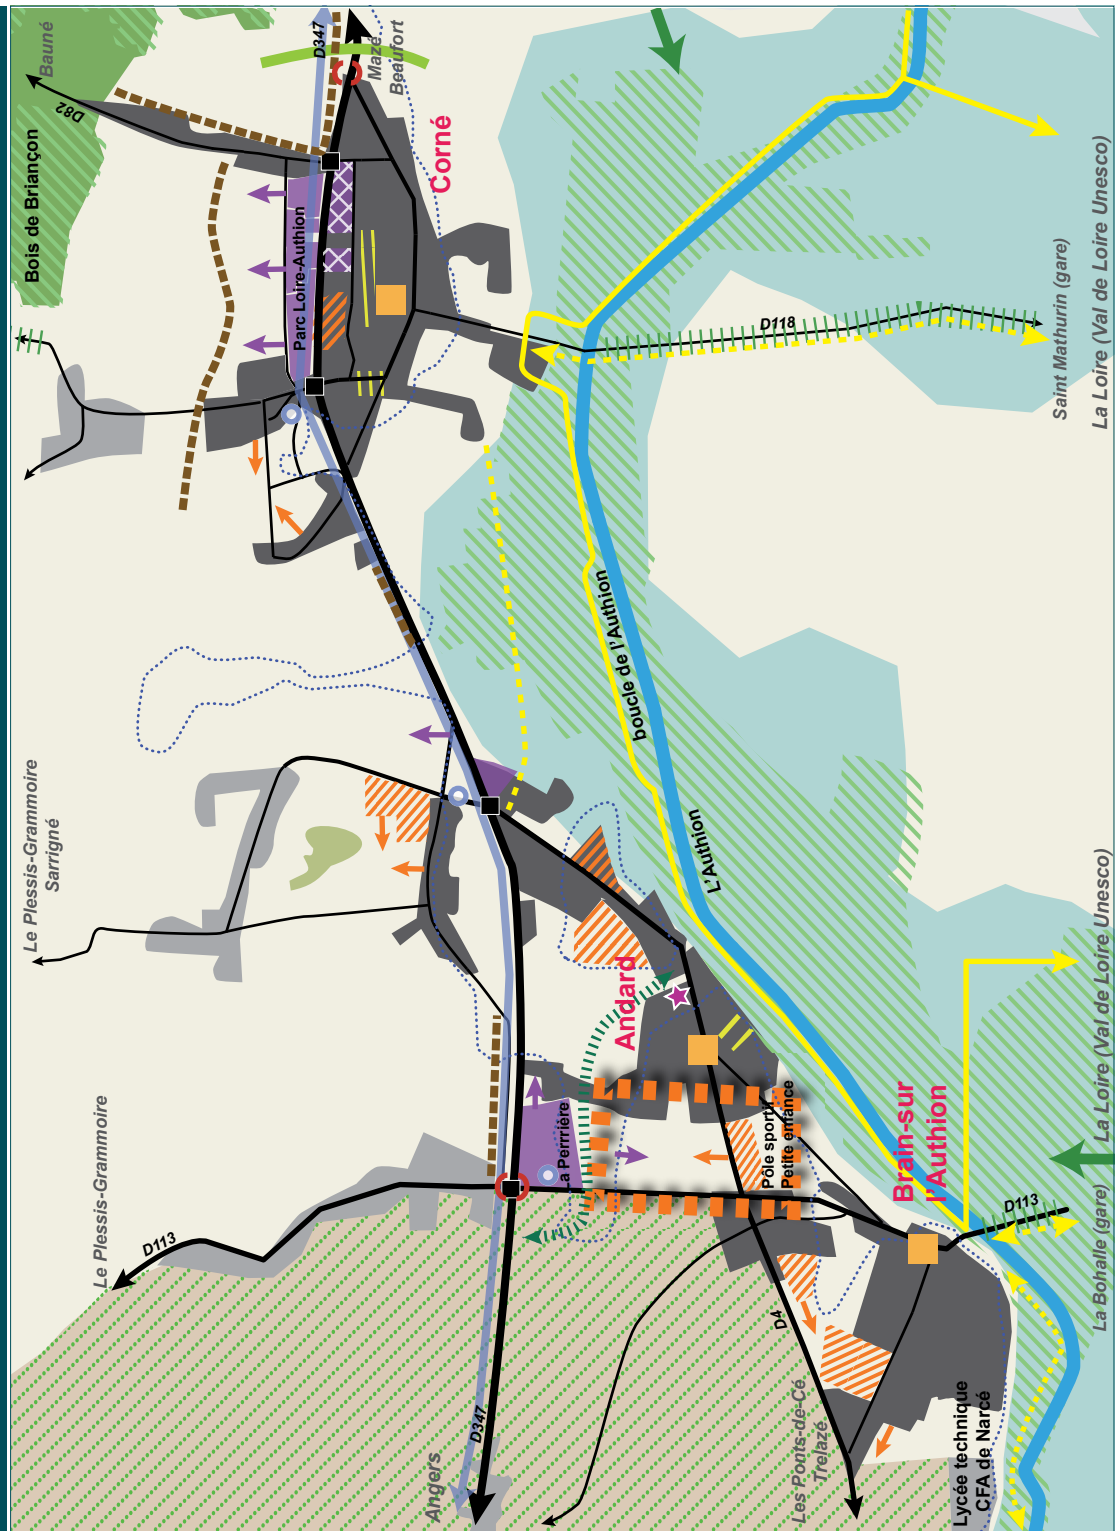 Bauné
D82
Bois de Briançon
D347
Mazé
Beaufort
Corné
Parc Loire-Authion
D118
Saint Mathurin (gare)
La Loire (Val de Loire Unesco)
boucle de l'Authion
L'Authion
Le Plessis-Grammoire
Sarrigné
Andard
Le Plessis-Grammoire
D113
La Perrrière
Pôle sportif
Petite enfance
Brain-sur
l'Authion
La Loire (Val de Loire Unesco)
D113
La Bohalle (gare)
D4
D347
Angers
Les Ponts-de-Cé
Trelazé
Lycée technique
CFA de Narcé